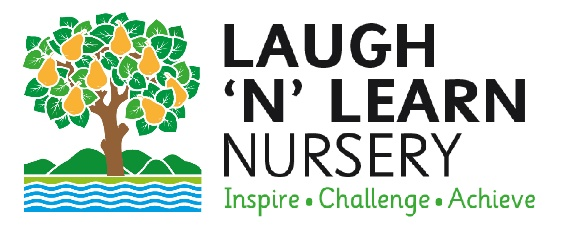 LAUGH
‘N’ LEARN
NURSERY
Inspire • Challenge • Achieve